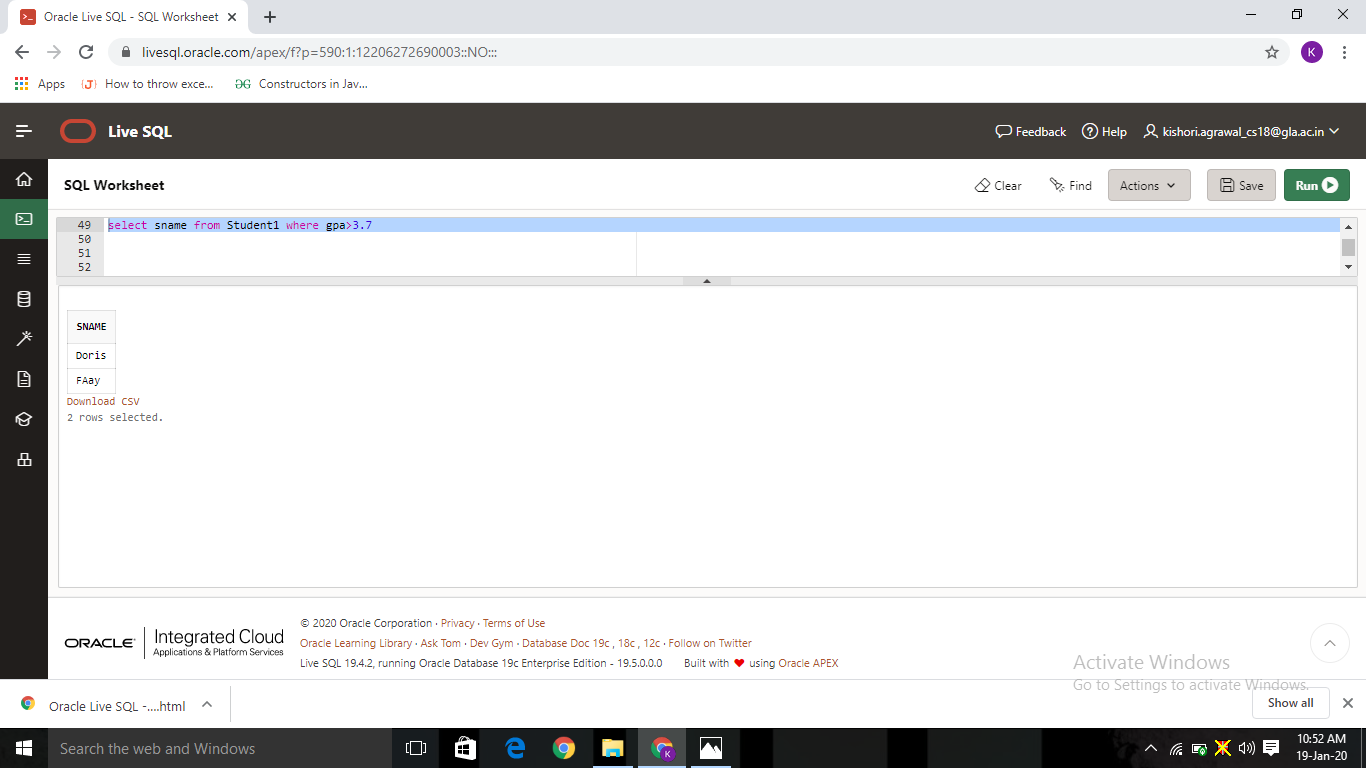 Oracle Live SQL - SQL Worksheet
livesql.oracle.com/apex/f?p=590:1:12206272690003::NO:::
K
Apps
{J} How to throw exce...
Constructors in Jav...
Live SQL
Feedback
Help
kishori.agrawal_cs18@gla.ac.in
SQL Worksheet
Clear
Find
Actions
Save
Run
49 select sname from Student1 where gpa>3.7
50
51
52
SNAME
Doris
FAay
Download CSV
2 rows selected.
ORACLE
Integrated Cloud
Applications & Platform Services
© 2020 Oracle Corporation · Privacy · Terms of Use
Oracle Learning Library · Ask Tom · Dev Gym · Database Doc 19c , 18c , 12c · Follow on Twitter
Live SQL 19.4.2, running Oracle Database 19c Enterprise Edition - 19.5.0.0.0 Built with ♥ using Oracle APEX
Activate Windows
Go to Settings to activate Windows.
Oracle Live SQL -....html
Show all
Search the web and Windows
K
10:52 AM
19-Jan-20